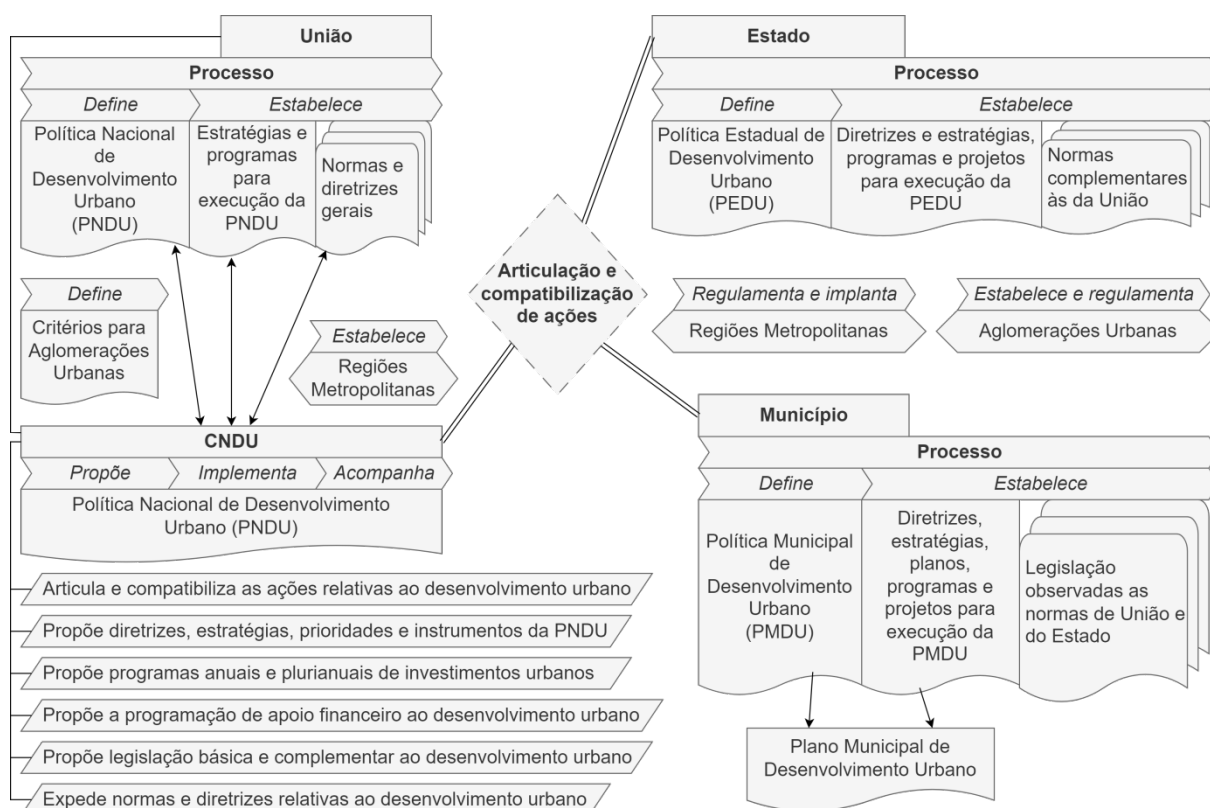 União
Processo
Define
Estabelece
Política Nacional
de
Desenvolvimento
Urbano
(PNDU)
Estratégias e
programas
para
execução da
PNDU
Normas e
diretrizes
gerais
Define
Critérios para
Aglomerações
Urbanas
Estabelece
Regiões
Metropolitanas
CNDU
Propõe
Implementa
Acompanha
Política Nacional de Desenvolvimento
Urbano (PNDU)
Articula e compatibiliza as ações relativas ao desenvolvimento urbano
Propõe diretrizes, estratégias, prioridades e instrumentos da PNDU
Propõe programas anuais e plurianuais de investimentos urbanos
Propõe a programação de apoio financeiro ao desenvolvimento urbano
Propõe legislação básica e complementar ao desenvolvimento urbano
Expede normas e diretrizes relativas ao desenvolvimento urbano
Articulação e
compatibilização
de ações
Estado
Processo
Define
Estabelece
Política Estadual de
Desenvolvimento
Urbano
(PEDU)
Diretrizes e estratégias,
programas e projetos
para execução da
PEDU
Normas
complementares
às da União
Regulamenta e implanta
Regiões Metropolitanas
Estabelece e regulamenta
Aglomerações Urbanas
Município
Processo
Define
Estabelece
Política Municipal
de
Desenvolvimento
Urbano
(PMDU)
Diretrizes,
estratégias,
planos,
programas e
projetos para
execução da
PMDU
Legislação
observadas as
normas de União e
do Estado
Plano Municipal de
Desenvolvimento Urbano